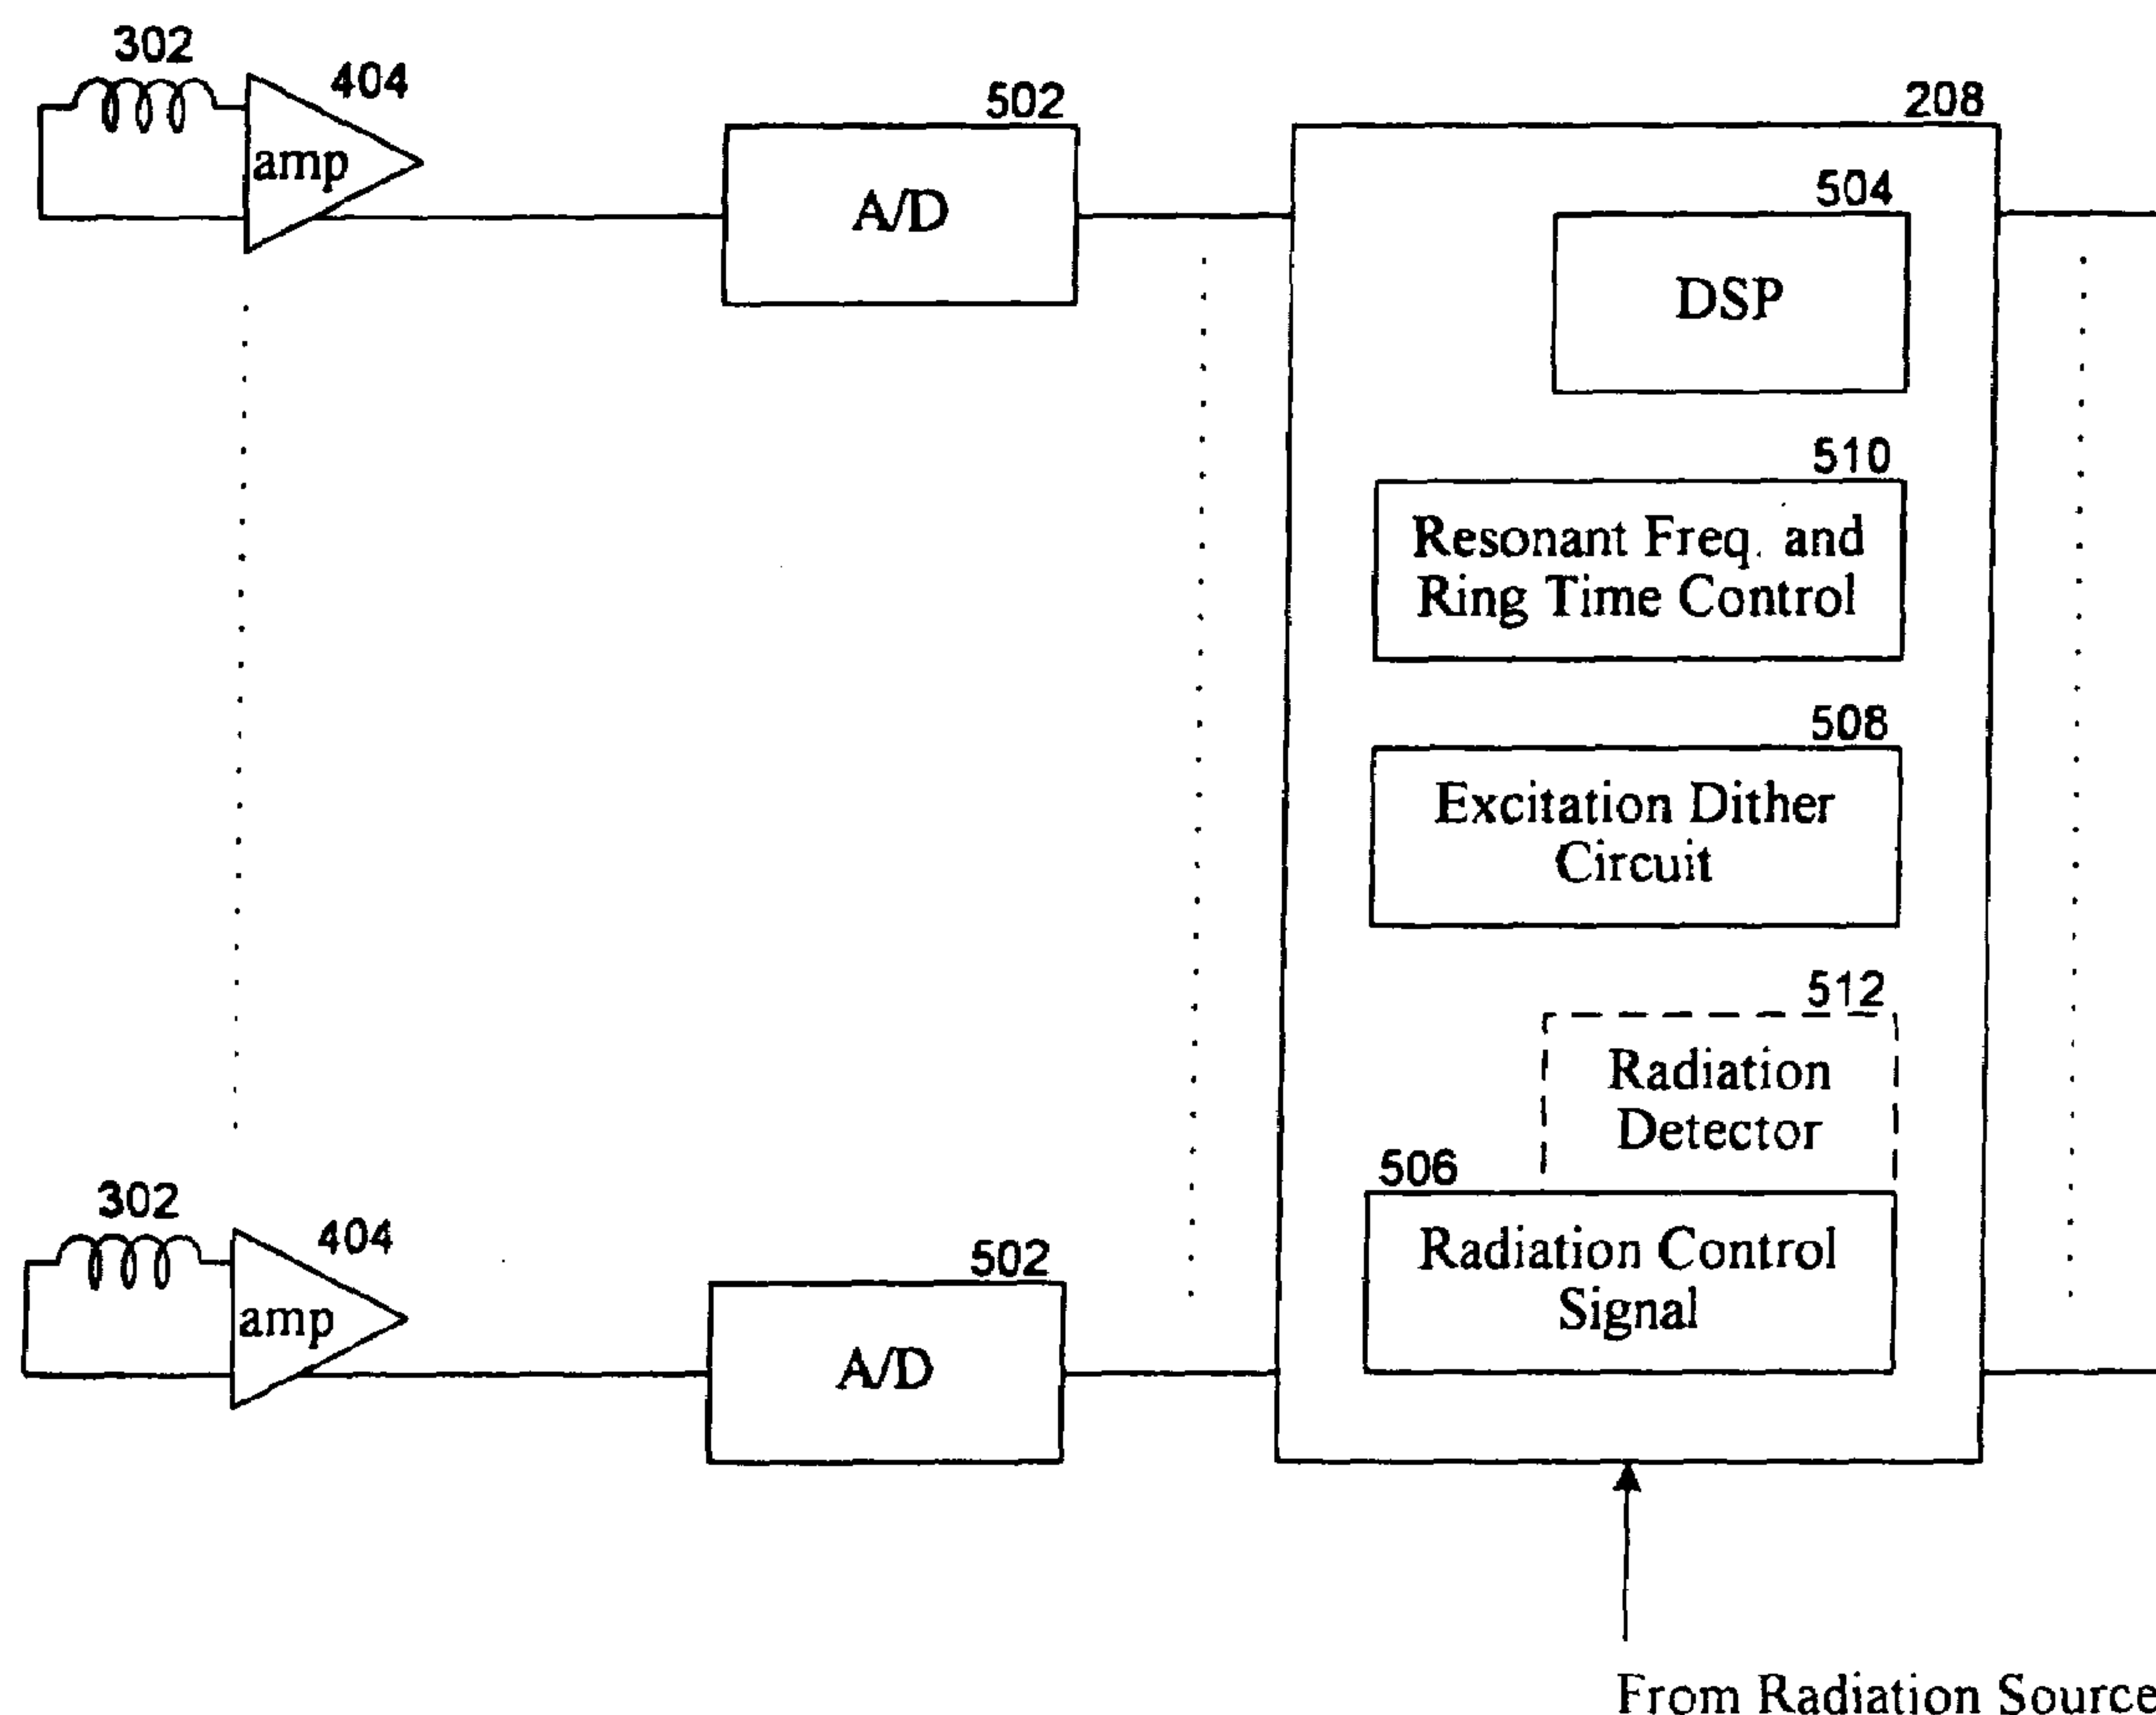 302
404
amp
502
A/D
208
504
DSP
510
Resonant Freq. and
Ring Time Control
508
Excitation Dither
Circuit
512
Radiation
Detector
506
Radiation Control
Signal
302
404
amp
502
A/D
From Radiation Source